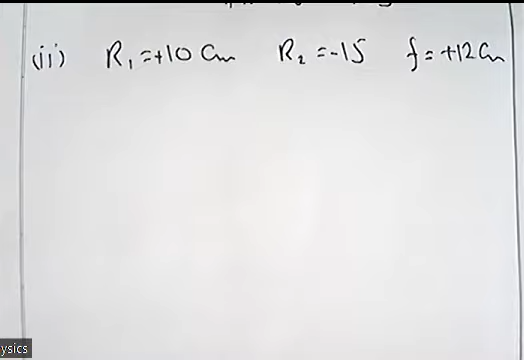 (ii) R₁ = +10 Cm R₂ = -15 f = +12 Cm
ysics